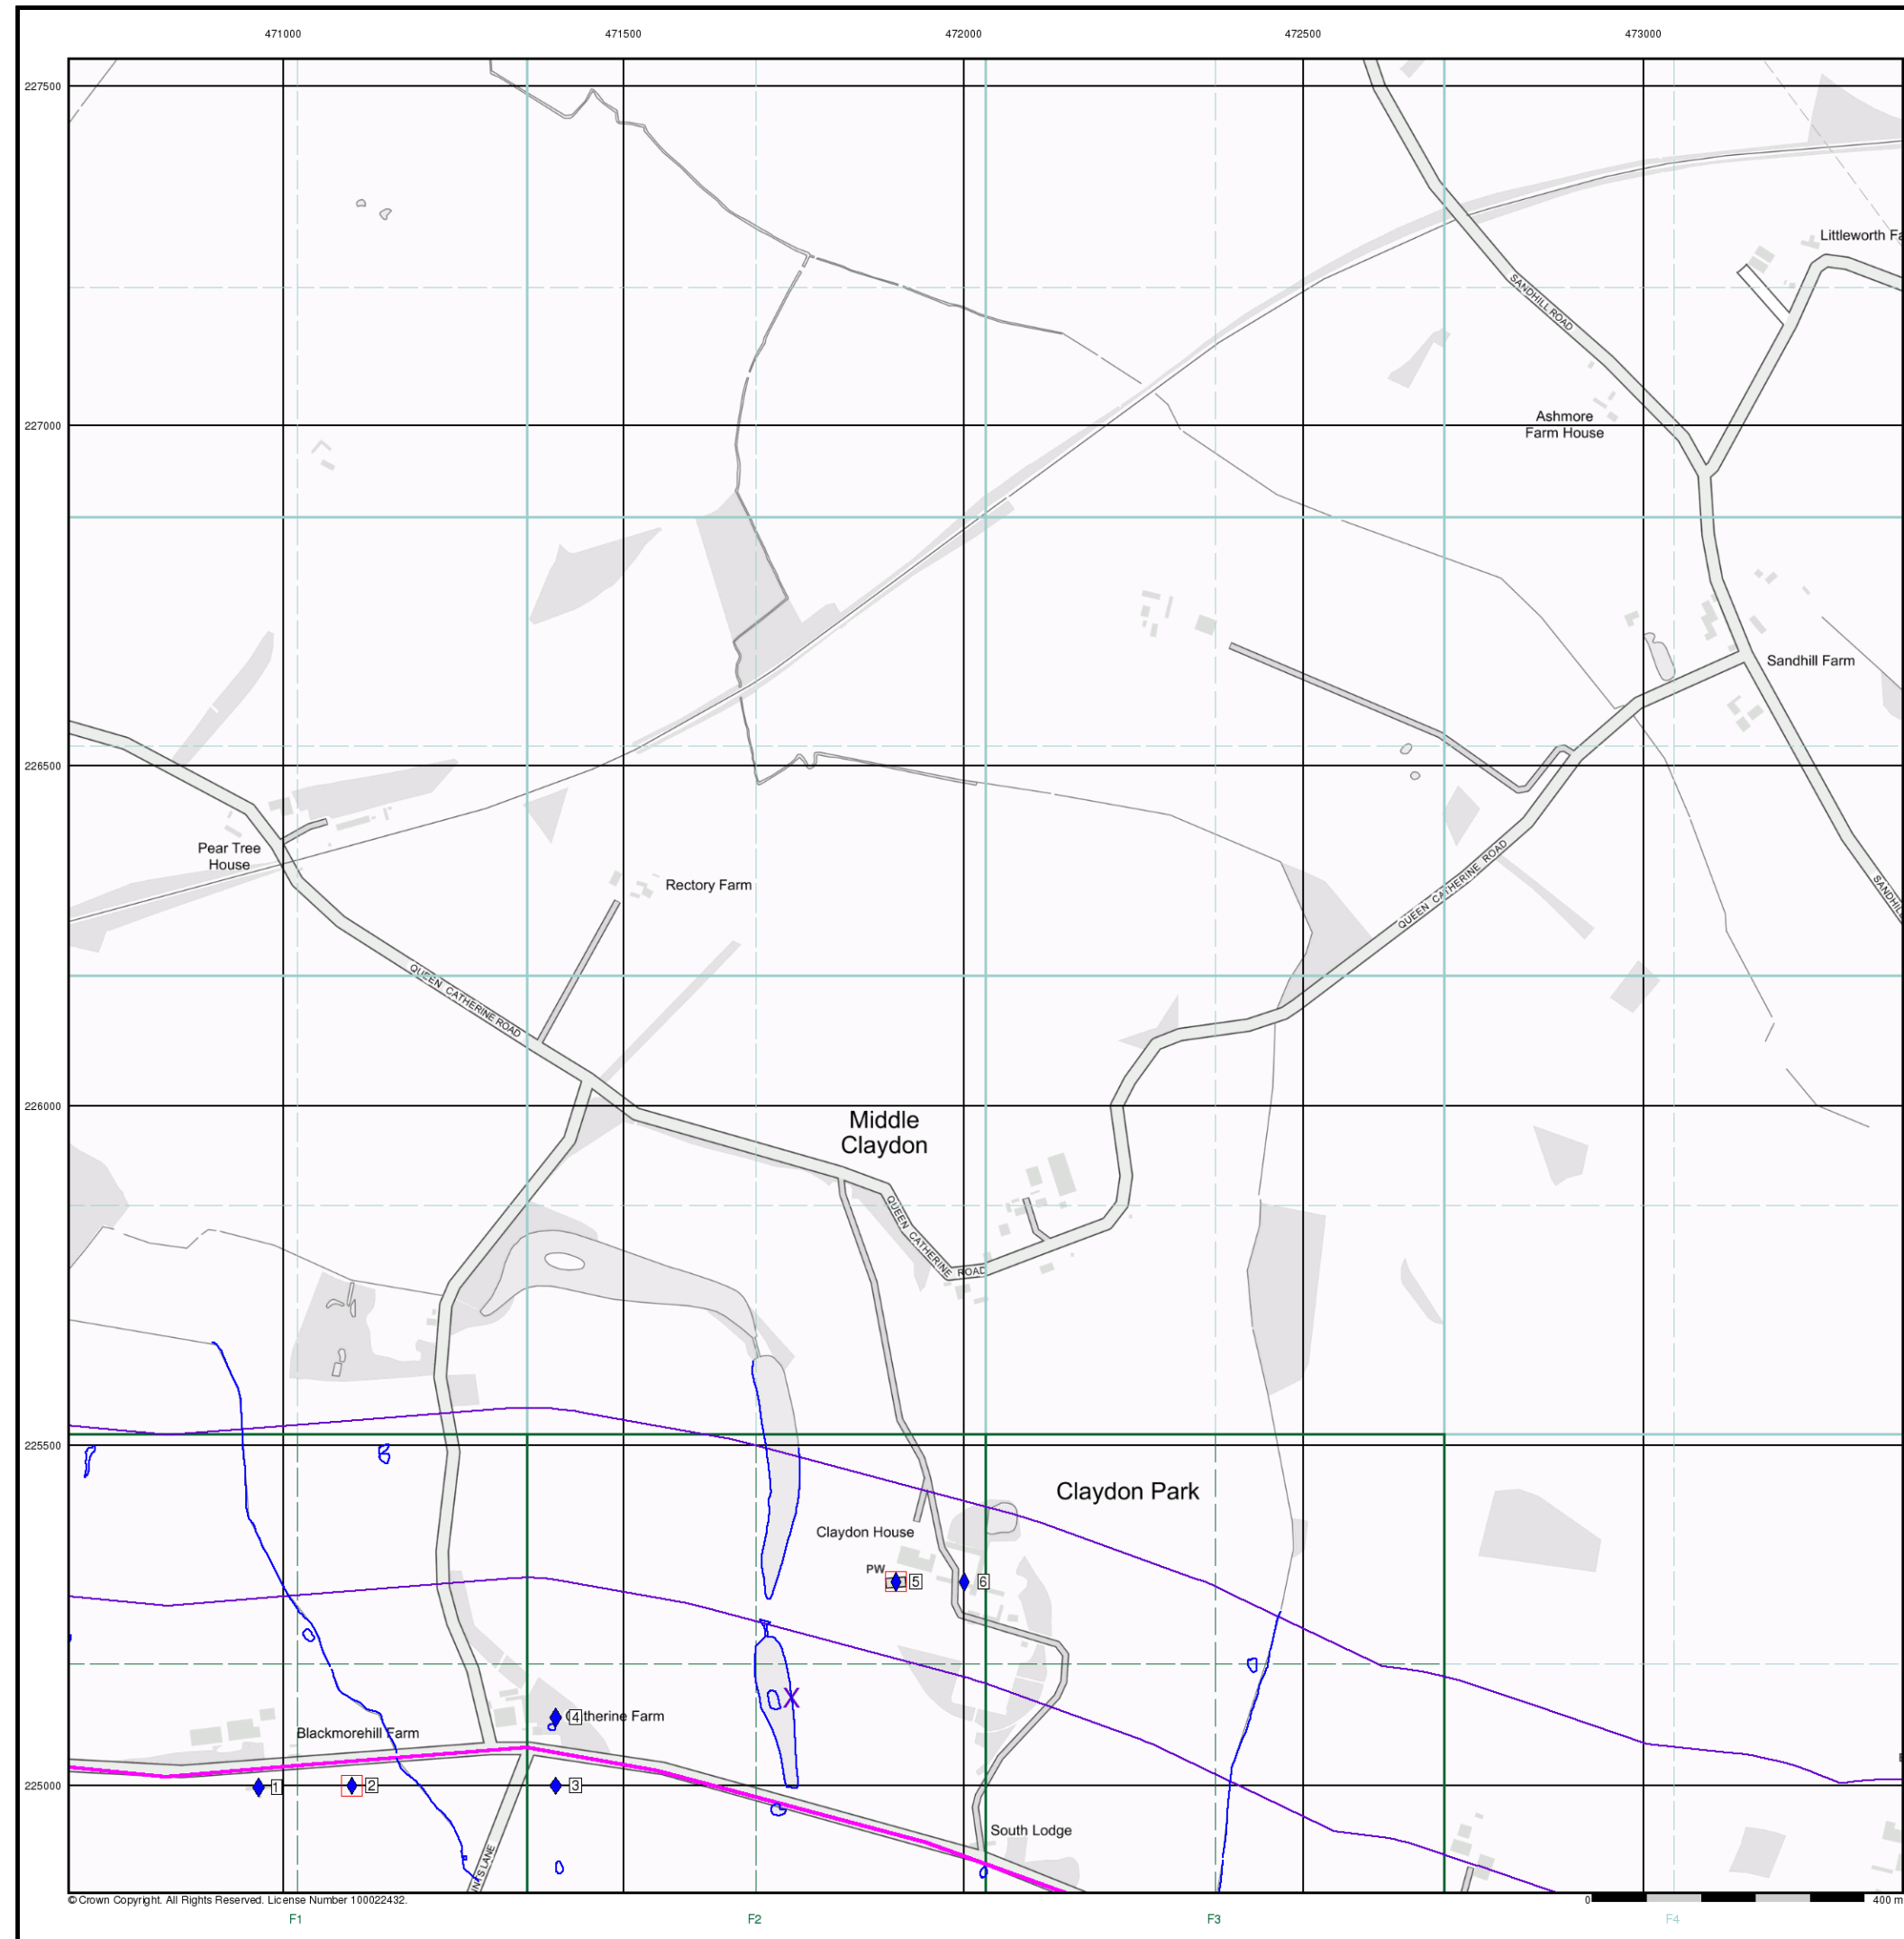 471000 471500 472000 472500 473000
227500
Littleworth Fa
SANDHILL ROAD
227000
Ashmore
Farm House
Sandhill Farm
226500
Pear Tree
House
Rectory Farm
QUEEN CATHERINE ROAD
SANDHILL
QUEEN CATHERINE ROAD
226000
Middle
Claydon
QUEEN CATHERINE ROAD
225500
Claydon Park
Claydon House
PW
5
6
X
4
Catherine Farm
Blackmorehill Farm
225000
1
2
3
South Lodge
LANE
© Crown Copyright. All Rights Reserved. License Number 100022432.
0 400 m
F1 F2 F3 F4